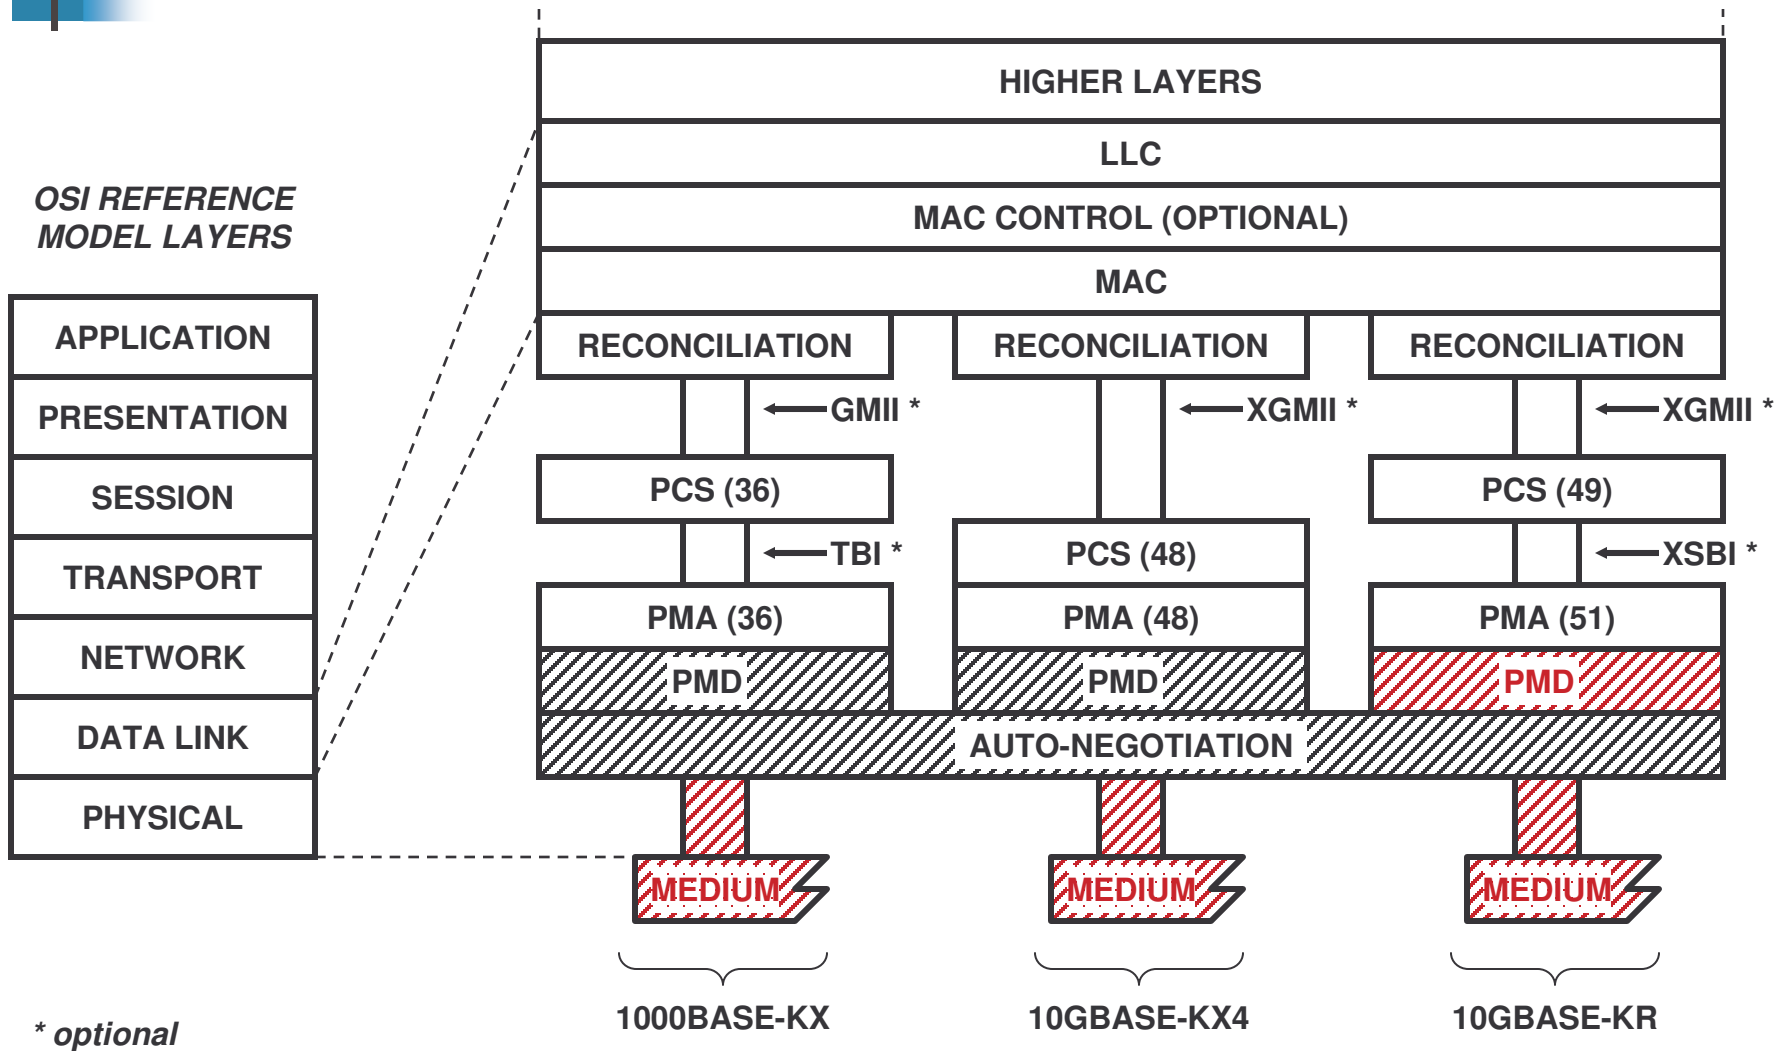 HIGHER LAYERS
LLC
MAC CONTROL (OPTIONAL)
MAC
OSI REFERENCE
MODEL LAYERS
APPLICATION
PRESENTATION
SESSION
TRANSPORT
NETWORK
DATA LINK
PHYSICAL
RECONCILIATION
RECONCILIATION
RECONCILIATION
GMII *
XGMII *
XGMII *
PCS (36)
PCS (49)
TBI *
PCS (48)
XSBI *
PMA (36)
PMA (48)
PMA (51)
PMD
PMD
PMD
AUTO-NEGOTIATION
MEDIUM
MEDIUM
MEDIUM
1000BASE-KX
10GBASE-KX4
10GBASE-KR
* optional